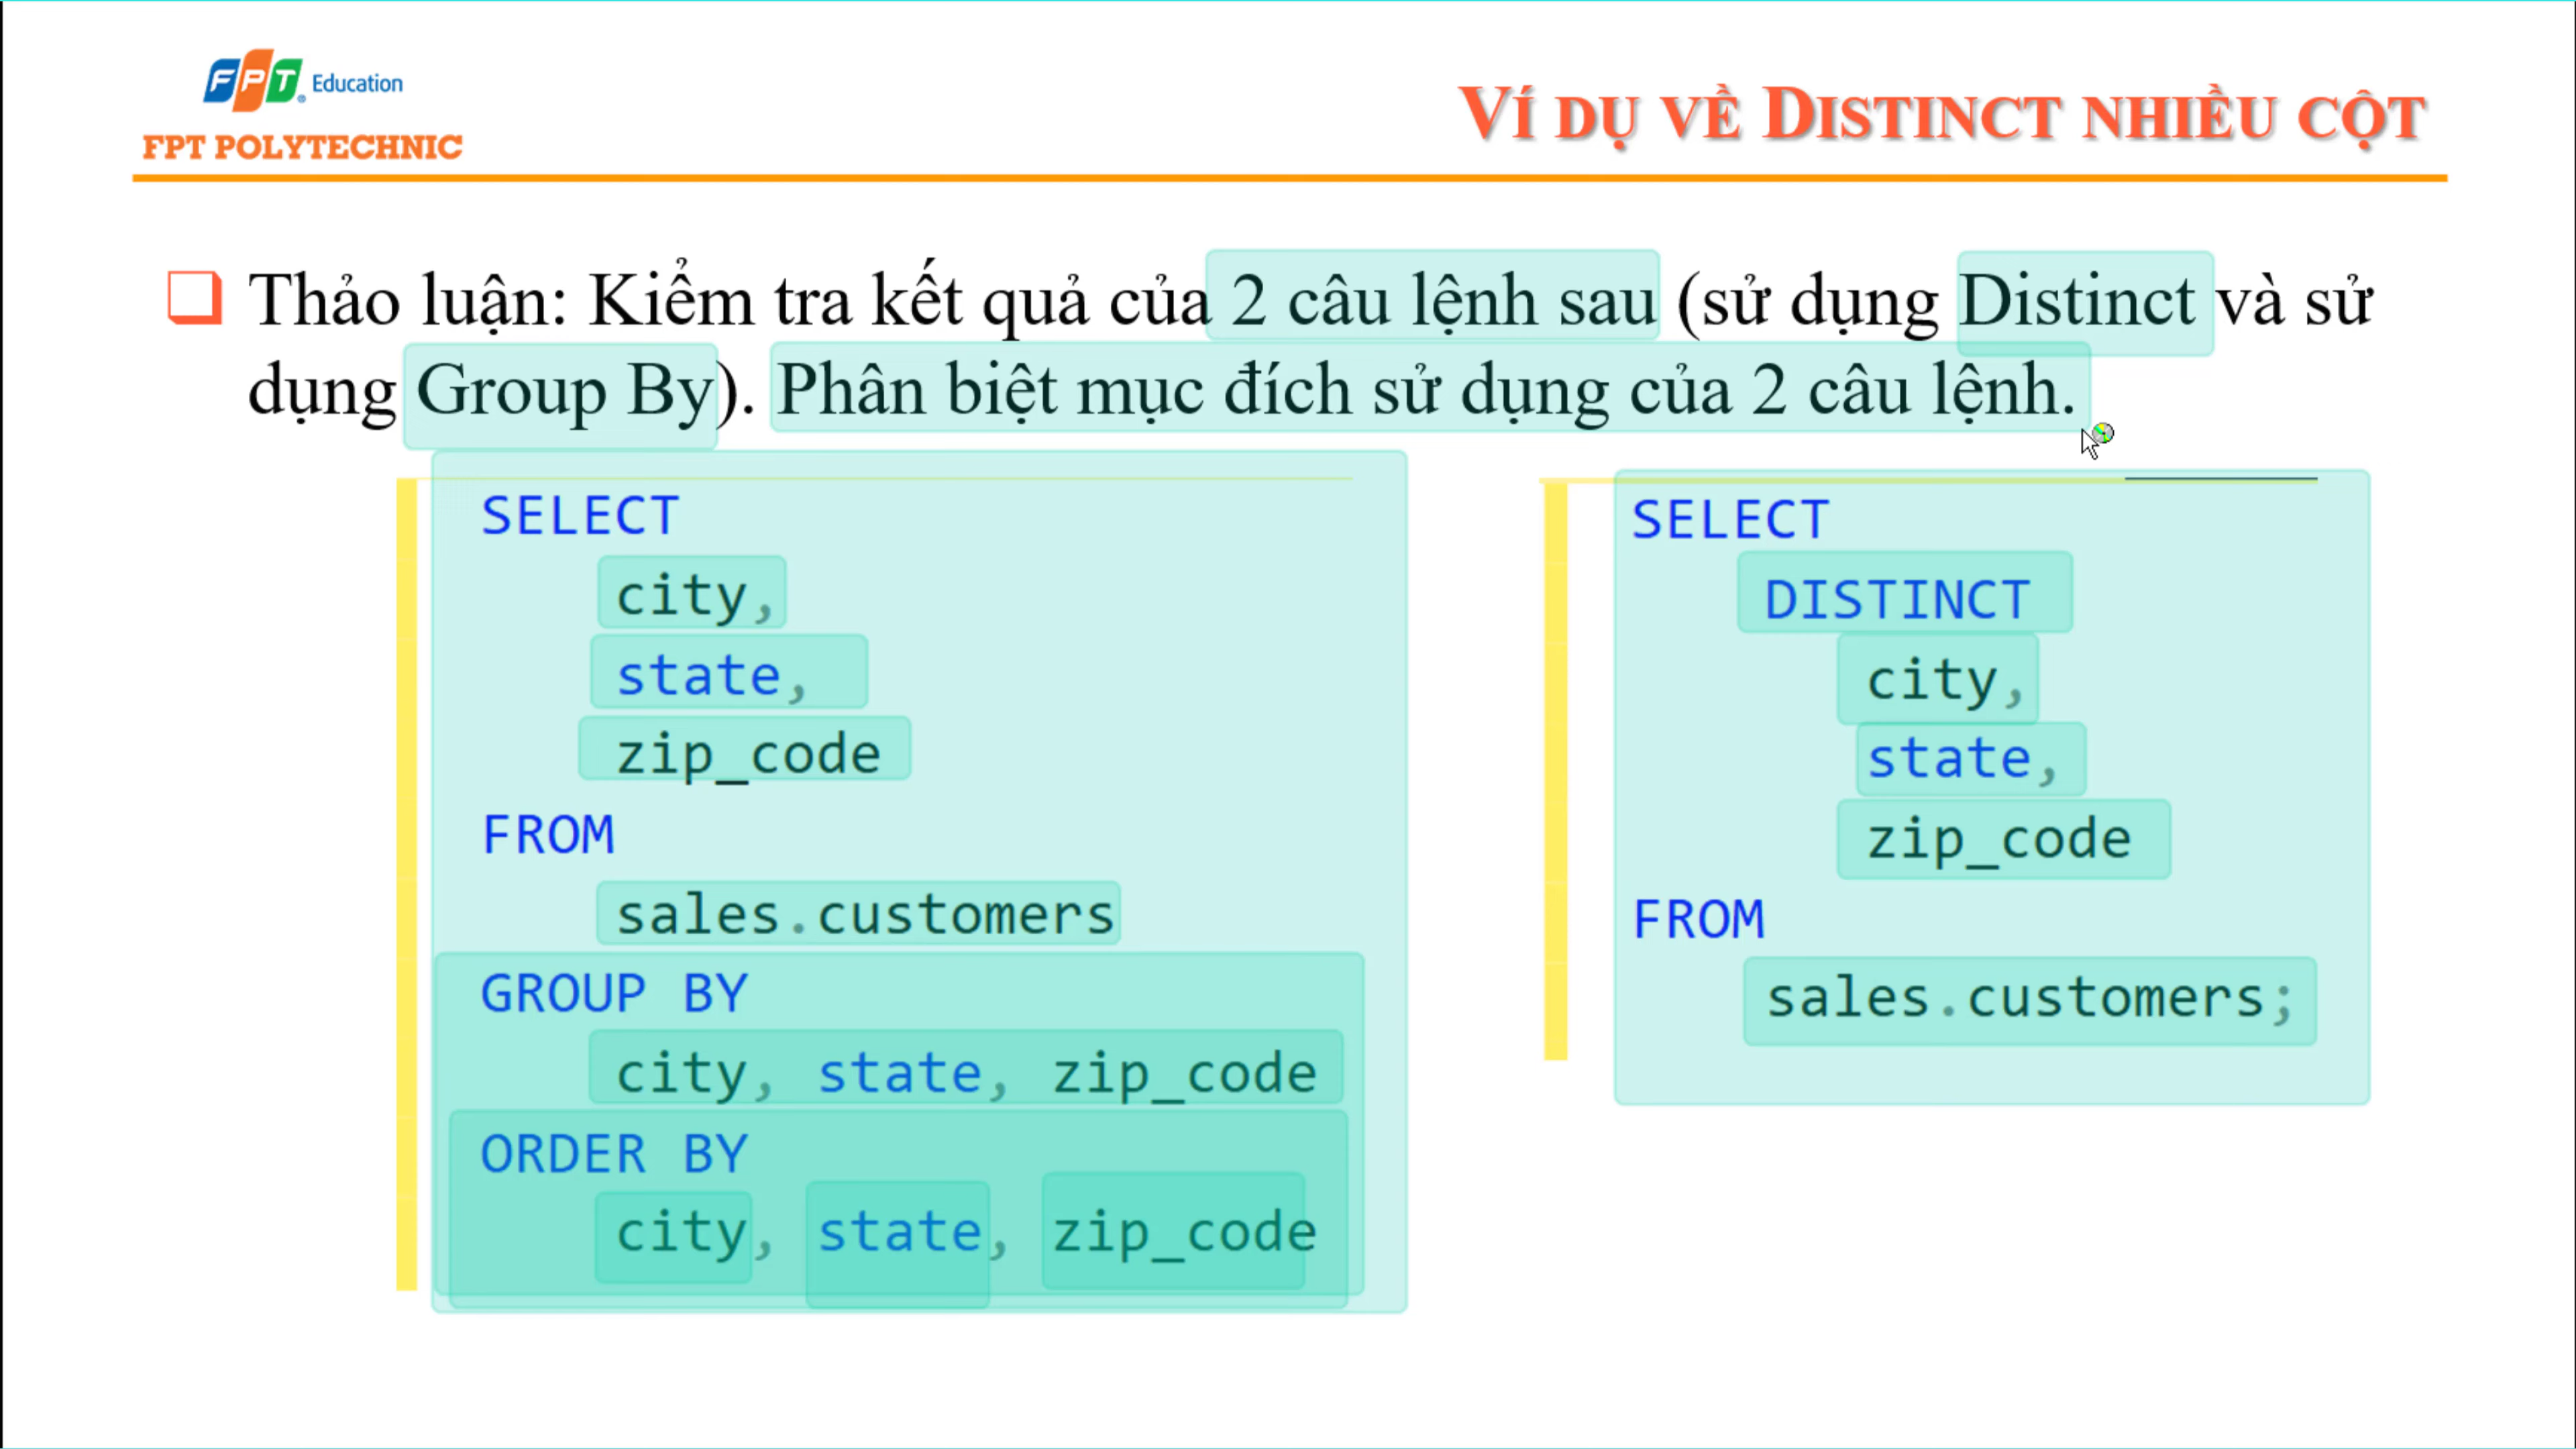 FPT Education
FPT POLYTECHNIC
VÍ DỤ VỀ DISTINCT NHIỀU CỘT
Thảo luận: Kiểm tra kết quả của 2 câu lệnh sau (sử dụng Distinct và sử
dụng Group By). Phân biệt mục đích sử dụng của 2 câu lệnh.
SELECT
city,
state,
zip_code
FROM
sales.customers
GROUP BY
city, state, zip_code
ORDER BY
city, state, zip_code
SELECT
DISTINCT
city,
state,
zip_code
FROM
sales.customers;